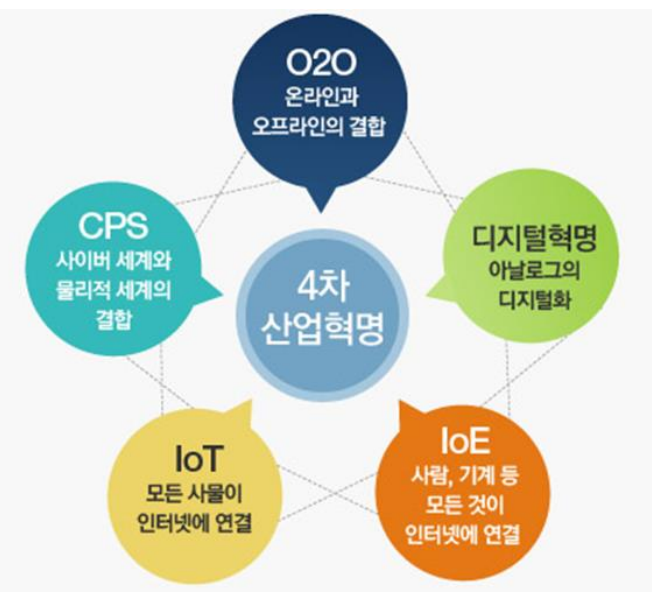 O2O
온라인과
오프라인의 결합
CPS
사이버 세계와
물리적 세계의
결합
디지털혁명
아날로그의
디지털화
4차
산업혁명
IoT
모든 사물이
인터넷에 연결
IoE
사람, 기계 등
모든 것이
인터넷에 연결